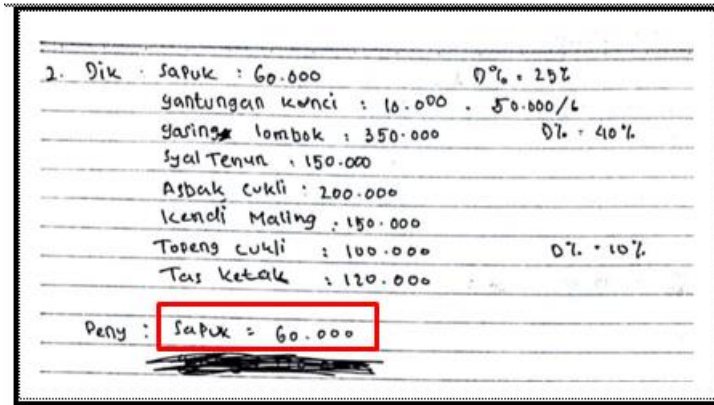 2. Dik : Sapuk : 60.000 D% = 25%
gantungan kunci : 10.000 . 50.000/6
gasing lombok : 350.000 D% = 40%
Syal Tenun : 150.000
Asbak Cukli : 200.000
Kendi Maling : 150.000
Topeng Cukli : 100.000 D% = 10%
Tas Ketak : 120.000
Peny : Sapuk = 60.000